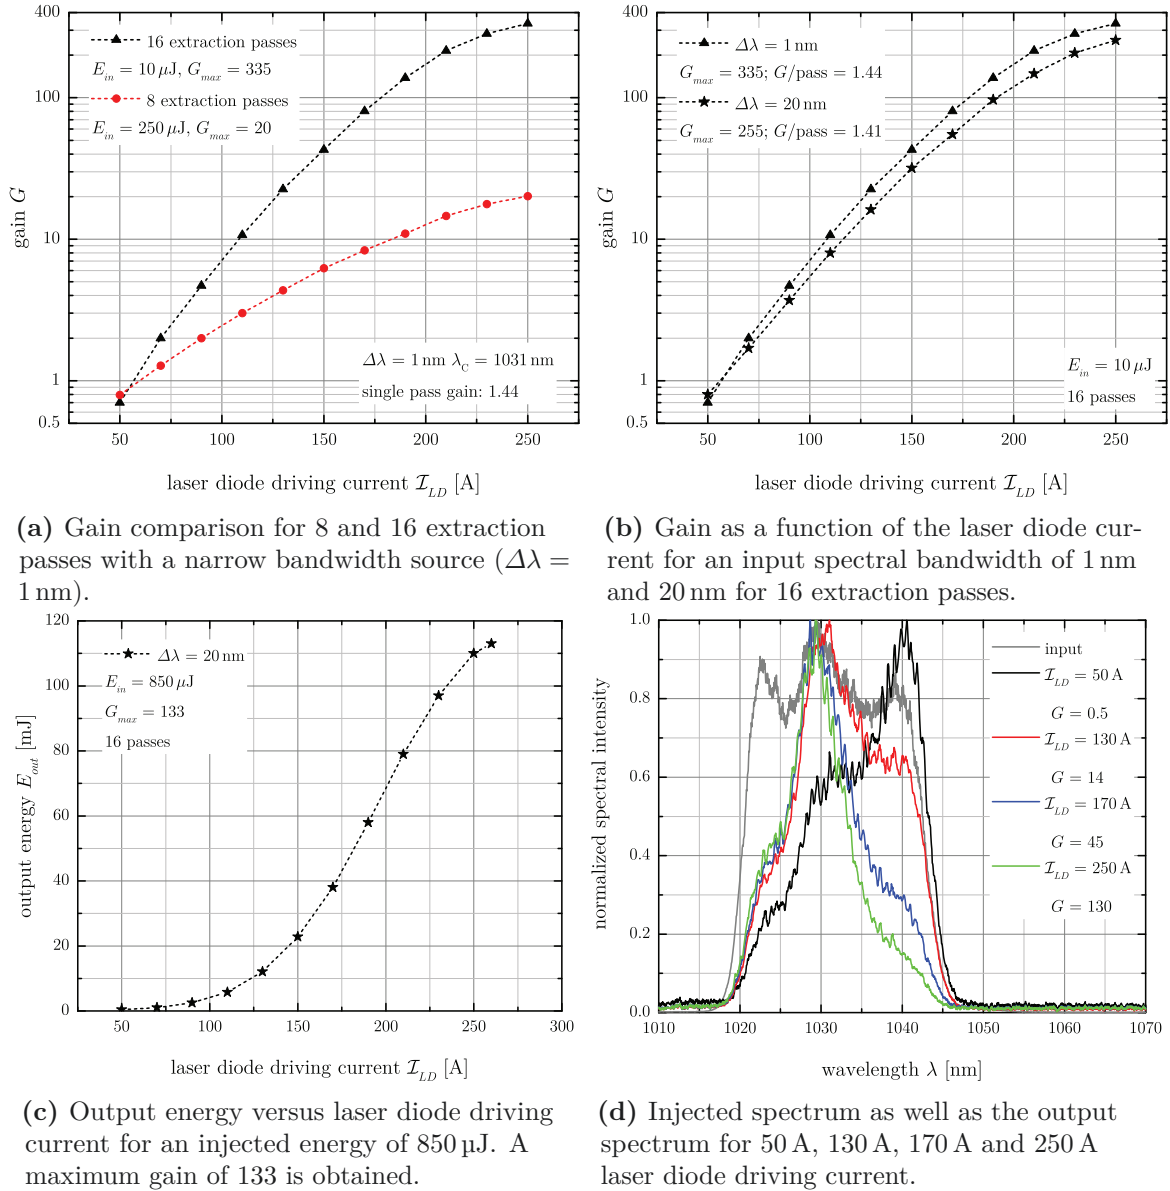 400
100
10
1
0.5
gain G
16 extraction passes
E_in = 10 µJ, G_max = 335
8 extraction passes
E_in = 250 µJ, G_max = 20
Δλ = 1 nm λ_C = 1031 nm
single pass gain: 1.44
50 100 150 200 250
laser diode driving current I_LD [A]
(a) Gain comparison for 8 and 16 extraction
passes with a narrow bandwidth source (Δλ =
1 nm).
400
100
10
1
0.5
gain G
Δλ = 1 nm
G_max = 335; G/pass = 1.44
Δλ = 20 nm
G_max = 255; G/pass = 1.41
E_in = 10 µJ
16 passes
50 100 150 200 250
laser diode driving current I_LD [A]
(b) Gain as a function of the laser diode cur-
rent for an input spectral bandwidth of 1 nm
and 20 nm for 16 extraction passes.
120
100
80
60
40
20
0
output energy E_out [mJ]
Δλ = 20 nm
E_in = 850 µJ
G_max = 133
16 passes
50 100 150 200 250 300
laser diode driving current I_LD [A]
(c) Output energy versus laser diode driving
current for an injected energy of 850 µJ. A
maximum gain of 133 is obtained.
1.0
0.8
0.6
0.4
0.2
0.0
normalized spectral intensity
input
I_LD = 50 A
G = 0.5
I_LD = 130 A
G = 14
I_LD = 170 A
G = 45
I_LD = 250 A
G = 130
1010 1020 1030 1040 1050 1060 1070
wavelength λ [nm]
(d) Injected spectrum as well as the output
spectrum for 50 A, 130 A, 170 A and 250 A
laser diode driving current.